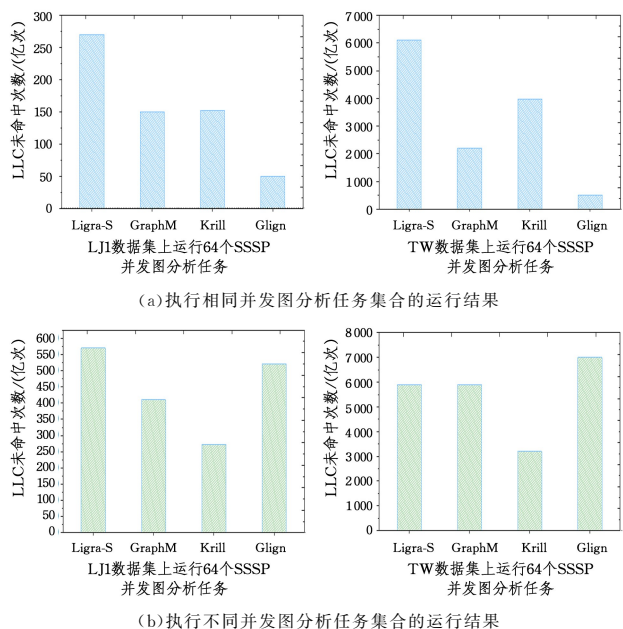 LLC未命中次数/(亿次)
300
250
200
150
100
50
0
Ligra-S GraphM Krill Glign
LJ1数据集上运行64个SSSP
并发图分析任务
LLC未命中次数/(亿次)
7 000
6 000
5 000
4 000
3 000
2 000
1 000
0
Ligra-S GraphM Krill Glign
TW数据集上运行64个SSSP
并发图分析任务
(a)执行相同并发图分析任务集合的运行结果
LLC未命中次数/(亿次)
600
550
500
450
400
350
300
250
200
150
100
50
0
Ligra-S GraphM Krill Glign
LJ1数据集上运行64个SSSP
并发图分析任务
LLC未命中次数/(亿次)
8 000
7 000
6 000
5 000
4 000
3 000
2 000
1 000
0
Ligra-S GraphM Krill Glign
TW数据集上运行64个SSSP
并发图分析任务
(b)执行不同并发图分析任务集合的运行结果